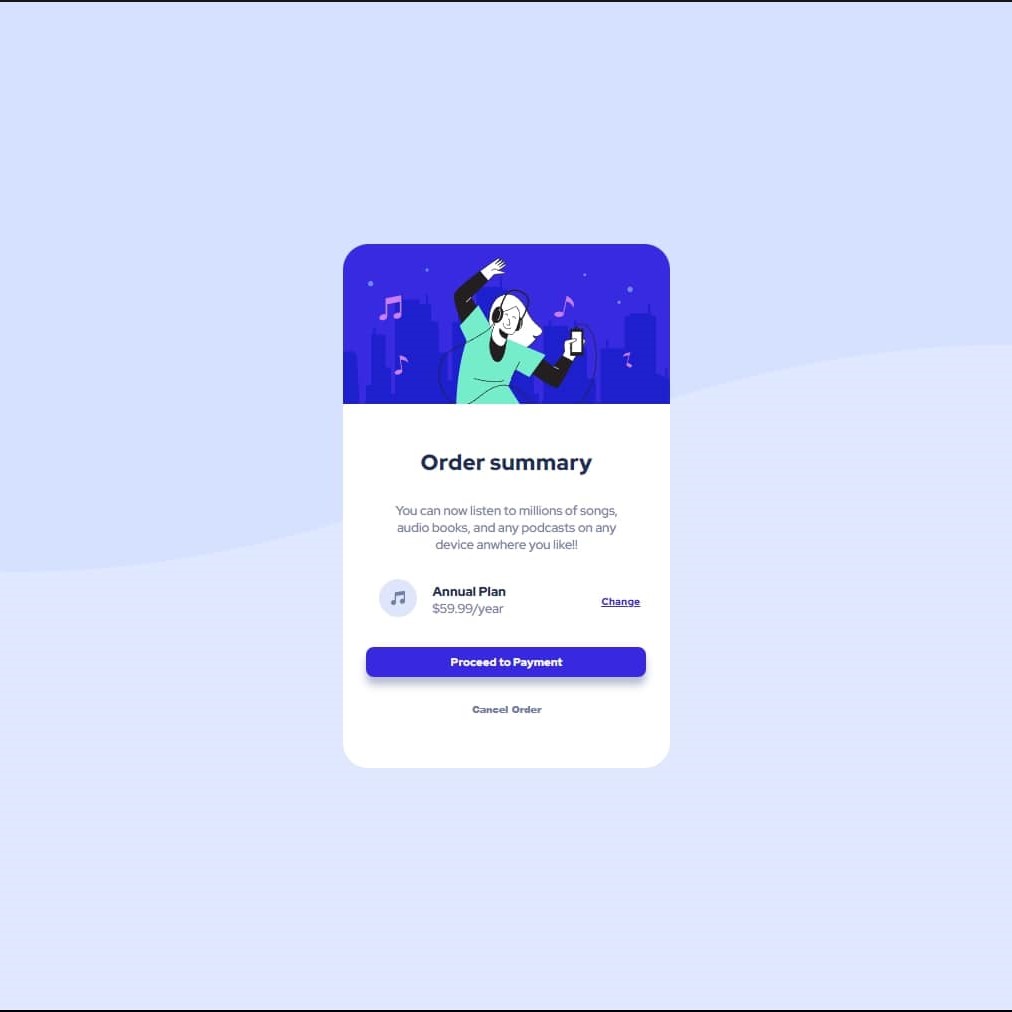 Order summary
You can now listen to millions of songs,
audio books, and any podcasts on any
device anwhere you like!!
Annual Plan
$59.99/year
Change
Proceed to Payment
Cancel Order